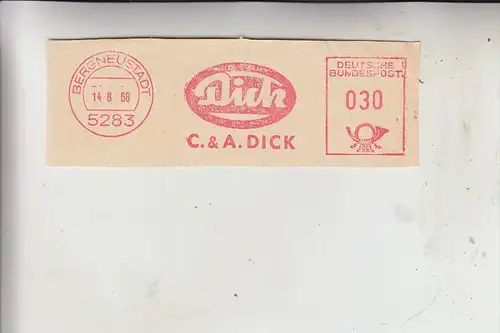 BERGNEUSTADT
14.8.68
5283
Dick
C. & A. DICK
DEUTSCHE
BUNDESPOST
030